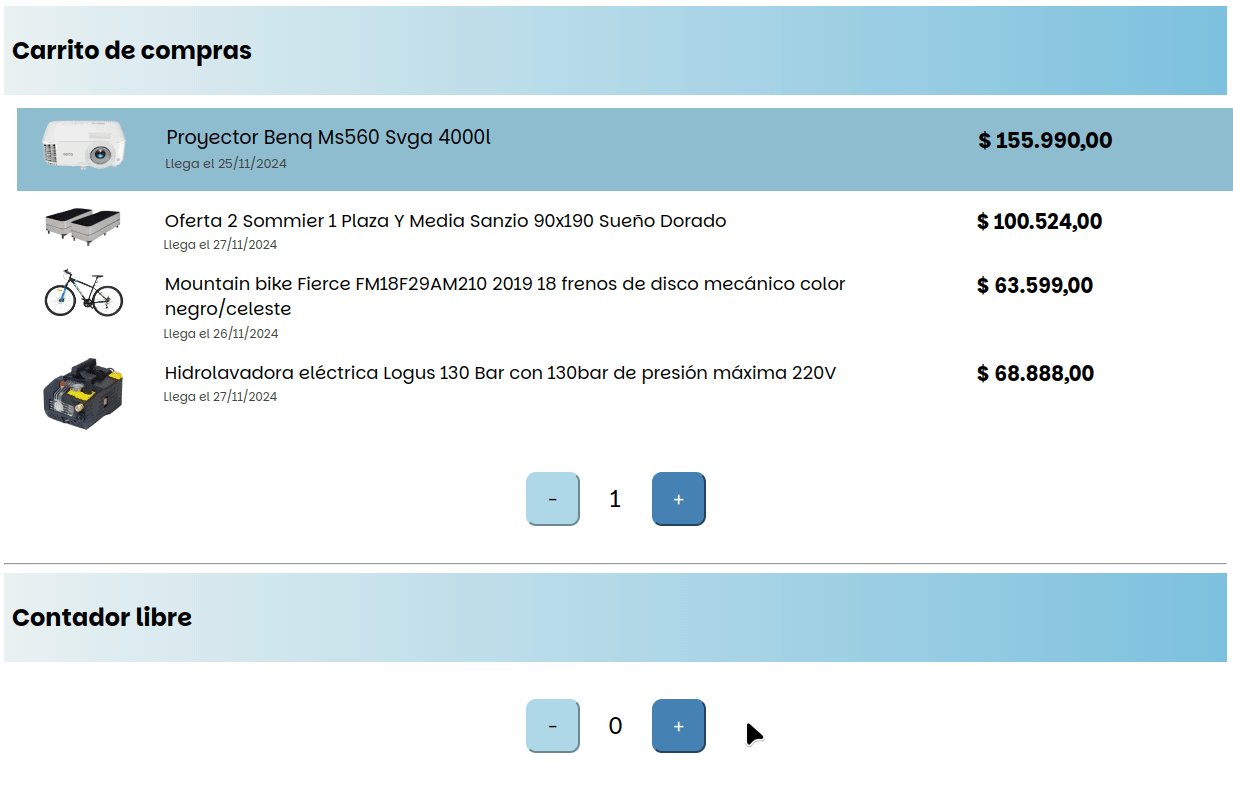 Carrito de compras
Proyector Benq Ms560 Svga 4000l
$ 155.990,00
Llega el 25/11/2024
Oferta 2 Sommier 1 Plaza Y Media Sanzio 90x190 Sueño Dorado
$ 100.524,00
Llega el 27/11/2024
Mountain bike Fierce FM18F29AM210 2019 18 frenos de disco mecánico color
negro/celeste
$ 63.599,00
Llega el 26/11/2024
Hidrolavadora eléctrica Logus 130 Bar con 130bar de presión máxima 220V
$ 68.888,00
Llega el 27/11/2024
- 1 +
Contador libre
- 0 +